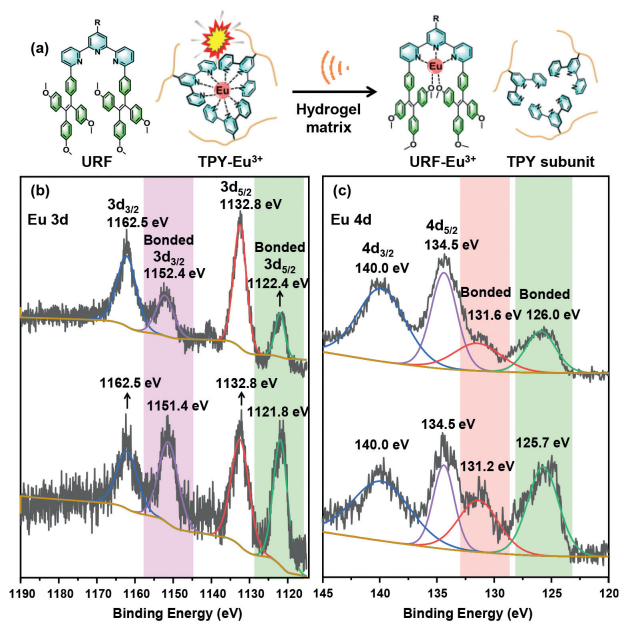 (a)
R
N
N
N
O
O
O
O
O
O
URF
Eu
TPY-Eu³⁺
Hydrogel
matrix
R
N
N
N
Eu
O
O
O
O
O
O
URF-Eu³⁺
TPY subunit
(b)
Eu 3d
3d3/2
1162.5 eV
Bonded
3d3/2
1152.4 eV
3d5/2
1132.8 eV
Bonded
3d5/2
1122.4 eV
1162.5 eV
1151.4 eV
1132.8 eV
1121.8 eV
1190 1180 1170 1160 1150 1140 1130 1120
Binding Energy (eV)
(c)
Eu 4d
4d3/2
140.0 eV
4d5/2
134.5 eV
Bonded
131.6 eV
Bonded
126.0 eV
140.0 eV
134.5 eV
131.2 eV
125.7 eV
145 140 135 130 125 120
Binding Energy (eV)